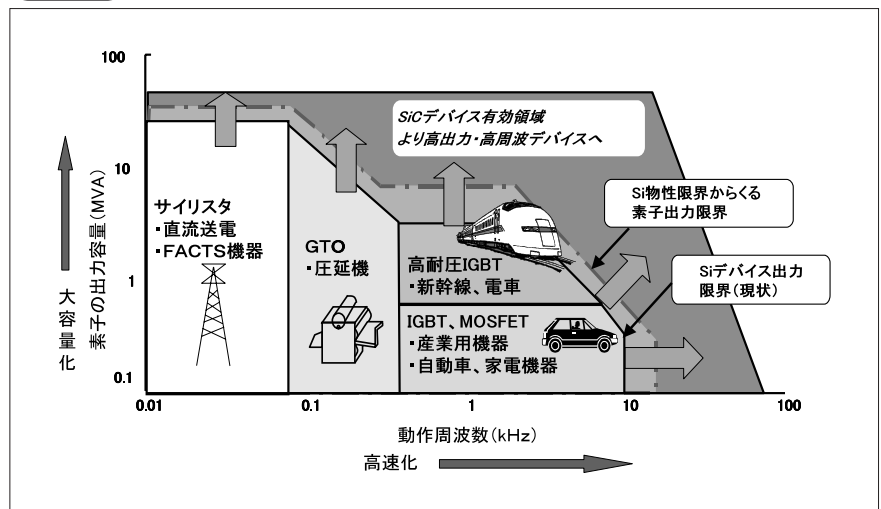 100
10
1
0.1
素子の出力容量(MVA)
大容量化
SiCデバイス有効領域
より高出力・高周波デバイスへ
Si物性限界からくる
素子出力限界
Siデバイス出力
限界(現状)
サイリスタ
・直流送電
・FACTS機器
GTO
・圧延機
高耐圧IGBT
・新幹線、電車
IGBT、MOSFET
・産業用機器
・自動車、家電機器
0.01
0.1
1
10
100
動作周波数(kHz)
高速化